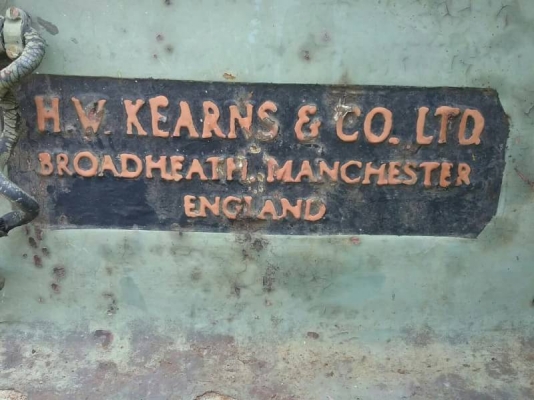 H.W. KEARNS & CO. LTD
BROADHEATH, MANCHESTER
ENGLAND